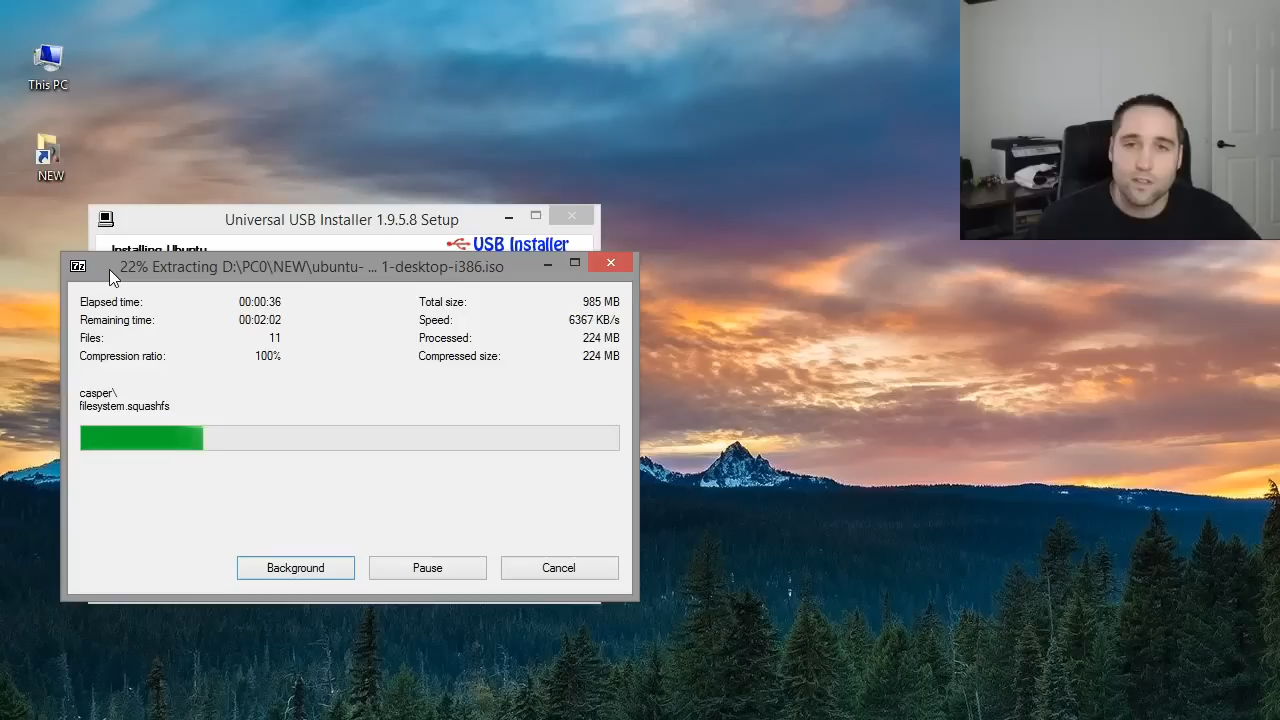 This PC
NEW
Universal USB Installer 1.9.5.8 Setup
Installing Ubuntu
USB Installer
7z
22% Extracting D:\PC0\NEW\ubuntu- ... 1-desktop-i386.iso
Elapsed time: 00:00:36 Total size: 985 MB
Remaining time: 00:02:02 Speed: 6367 KB/s
Files: 11 Processed: 224 MB
Compression ratio: 100% Compressed size: 224 MB
casper\
filesystem.squashfs
Background Pause Cancel